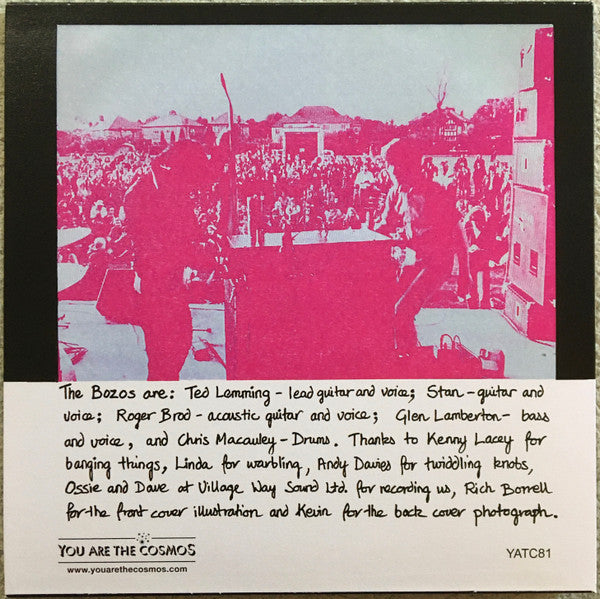 The Bozos are: Ted Lemming - lead guitar and voice; Stan - guitar and
voice; Roger Brod - acoustic guitar and voice; Glen Lamberton - bass
and voice, and Chris Macauley - Drums. Thanks to Kenny Lacey for
banging things, Linda for warbling, Andy Davies for twiddling knobs,
Ossie and Dave at Village Way Sound Ltd. for recording us, Rich Borrell
for the front cover illustration and Kevin for the back cover photograph.
YOU ARE THE COSMOS
www.youarethecosmos.com
YATC81